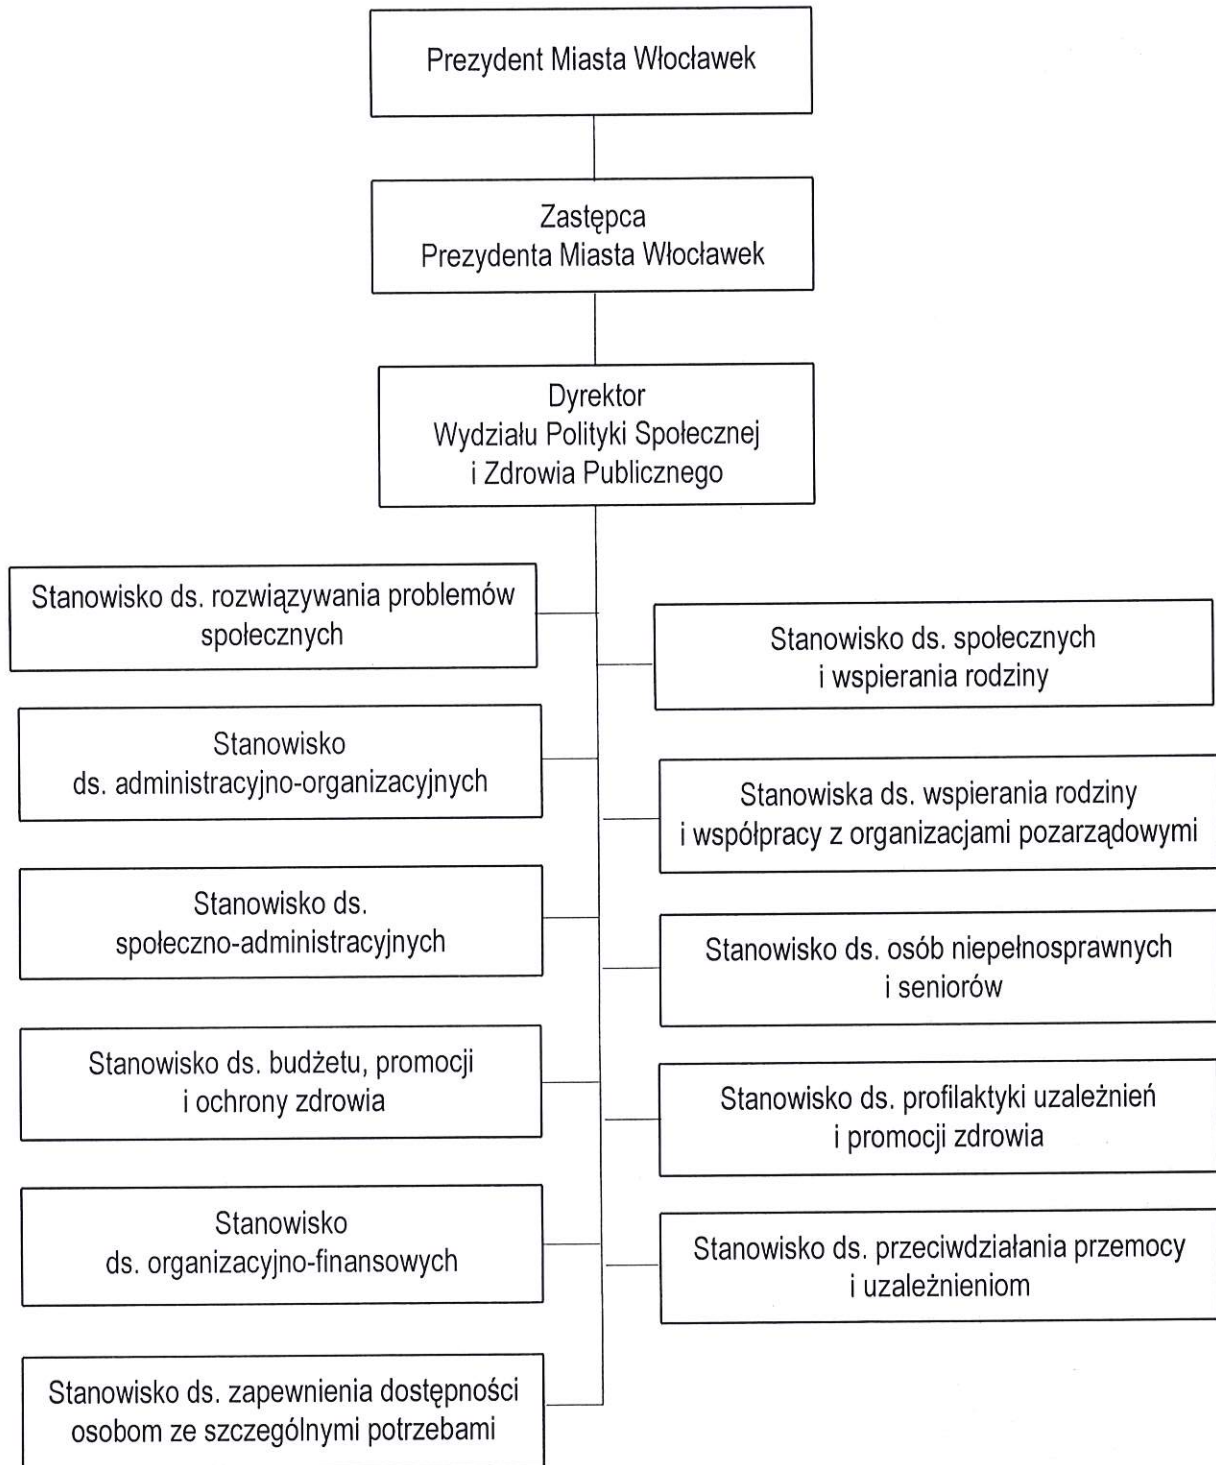 Prezydent Miasta Włocławek
Zastępca
Prezydenta Miasta Włocławek
Dyrektor
Wydziału Polityki Społecznej
i Zdrowia Publicznego
Stanowisko ds. rozwiązywania problemów
społecznych
Stanowisko ds. społecznych
i wspierania rodziny
Stanowisko
ds. administracyjno-organizacyjnych
Stanowiska ds. wspierania rodziny
i współpracy z organizacjami pozarządowymi
Stanowisko ds.
społeczno-administracyjnych
Stanowisko ds. osób niepełnosprawnych
i seniorów
Stanowisko ds. budżetu, promocji
i ochrony zdrowia
Stanowisko ds. profilaktyki uzależnień
i promocji zdrowia
Stanowisko
ds. organizacyjno-finansowych
Stanowisko ds. przeciwdziałania przemocy
i uzależnieniom
Stanowisko ds. zapewnienia dostępności
osobom ze szczególnymi potrzebami